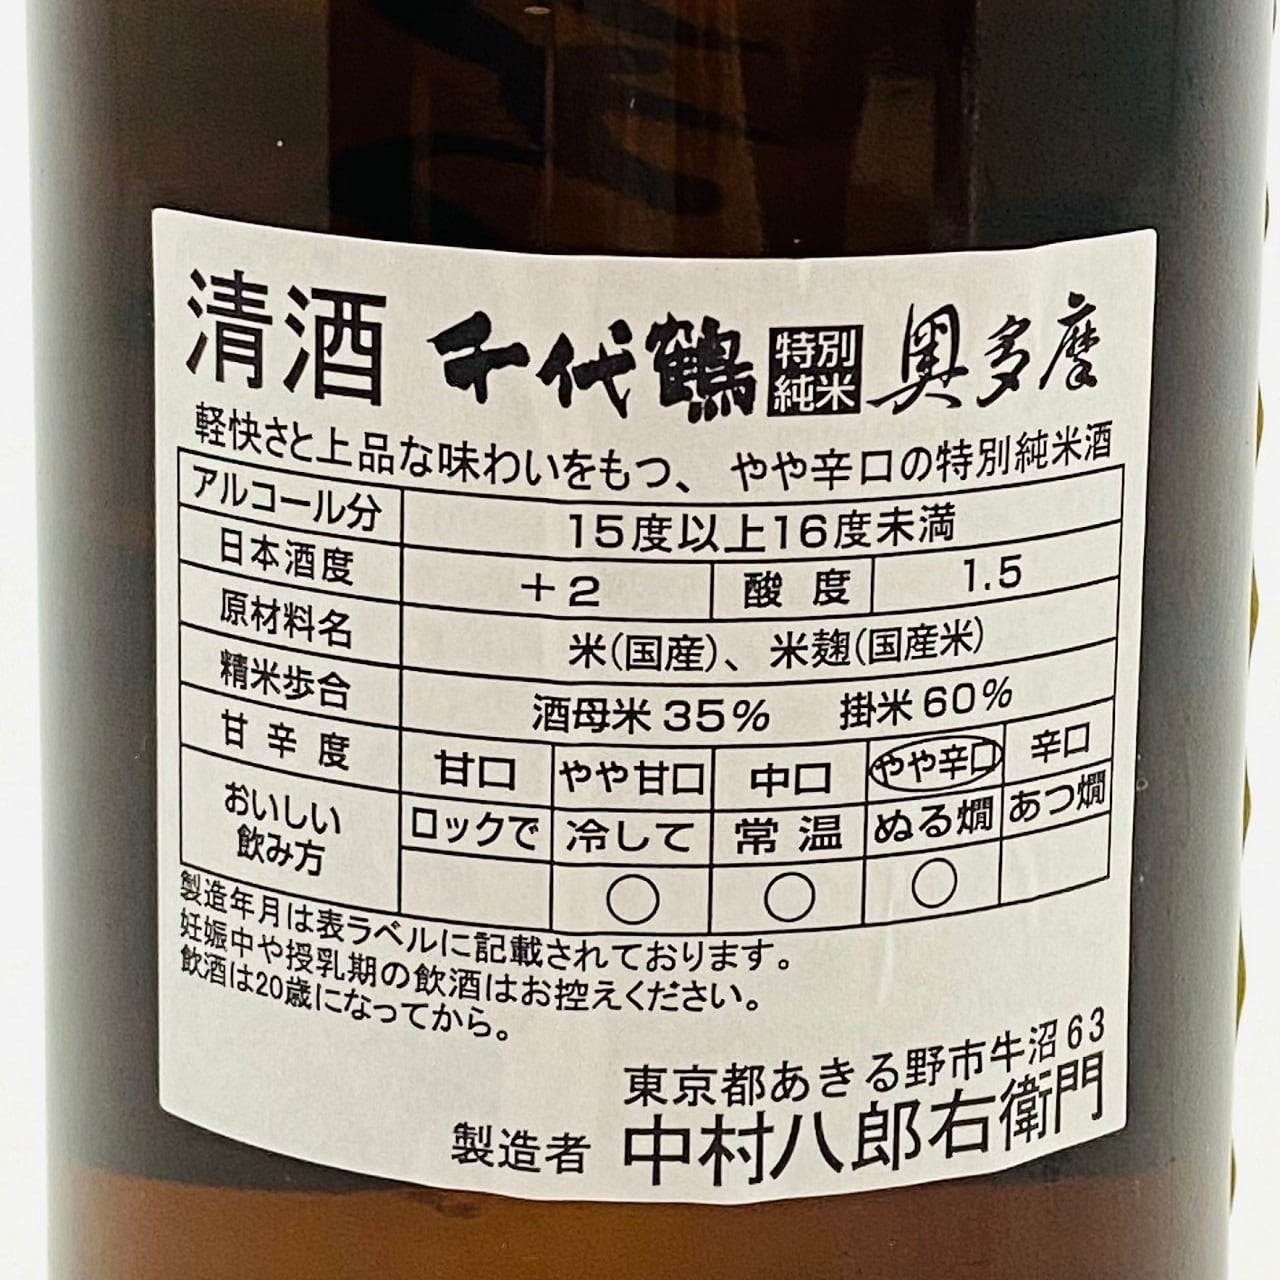 清酒 千代鶴 特別純米 奥多摩
軽快さと上品な味わいをもつ、やや辛口の特別純米酒
アルコール分 15度以上16度未満
日本酒度 +2 酸度 1.5
原材料名 米(国産)、米麹(国産米)
精米歩合 酒母米35% 掛米60%
甘辛度 甘口 やや甘口 中口 やや辛口 辛口
おいしい飲み方 ロックで 冷して 常温 ぬる燗 あつ燗
○ ○ ○
製造年月は表ラベルに記載されております。
妊娠中や授乳期の飲酒はお控えください。
飲酒は20歳になってから。
東京都あきる野市牛沼63
製造者 中村八郎右衛門